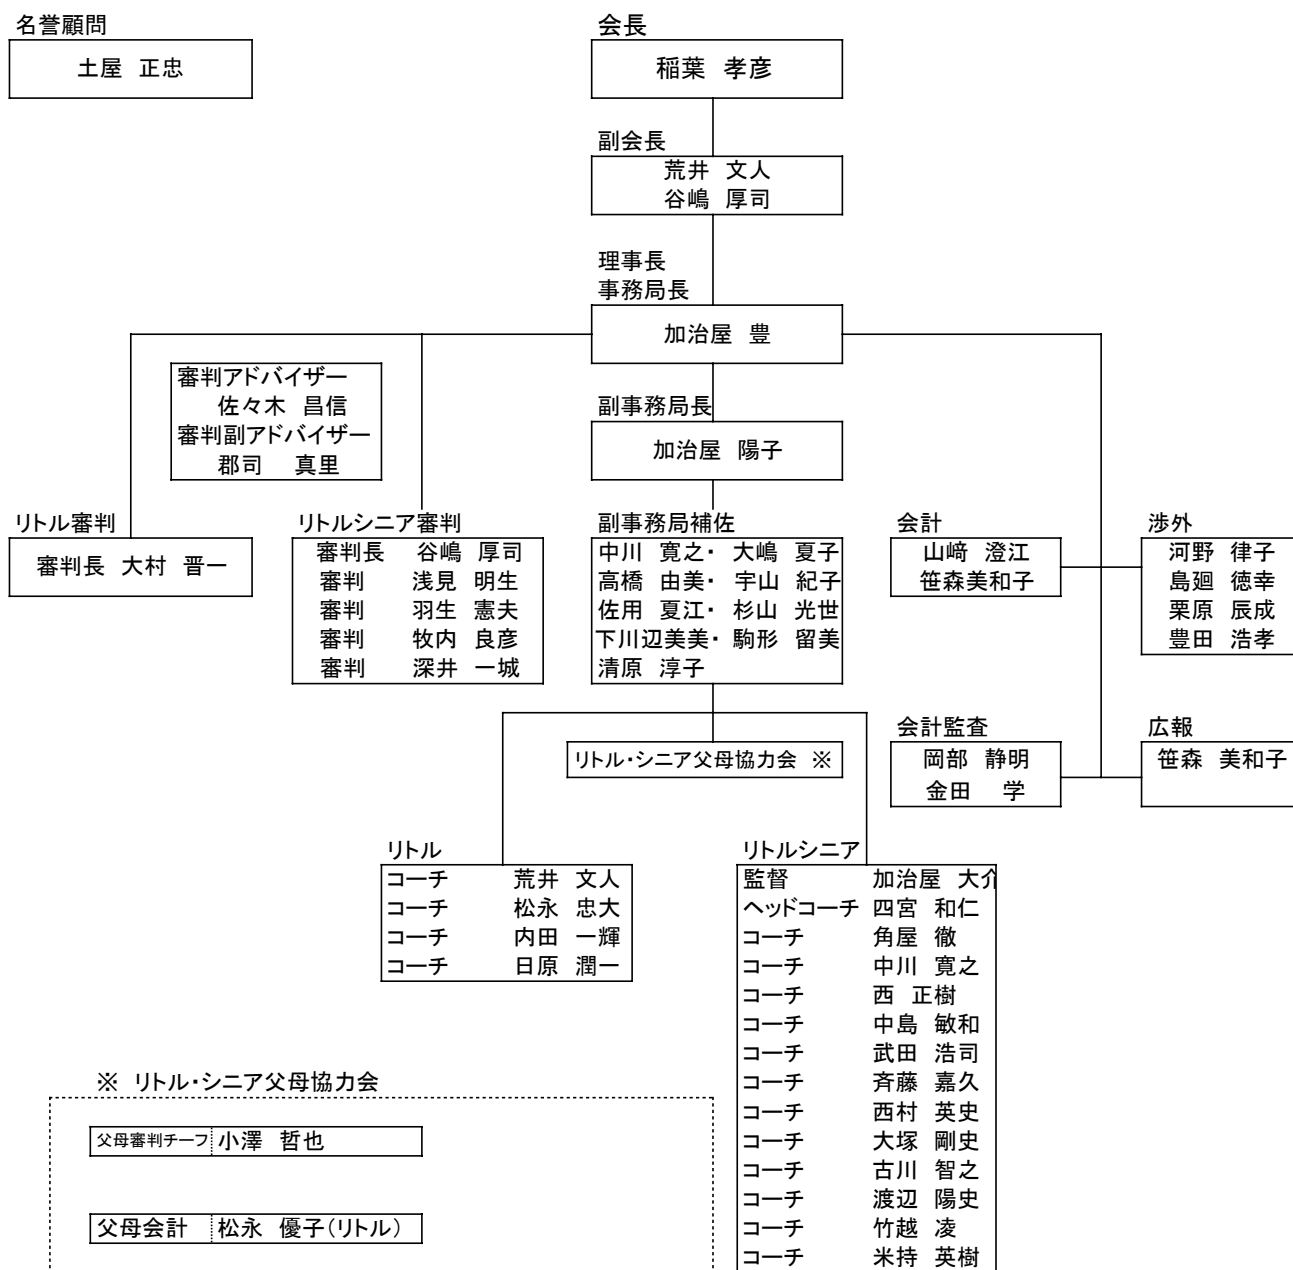 名誉顧問
土屋 正忠
会長
稲葉 孝彦
副会長
荒井 文人
谷嶋 厚司
理事長
事務局長
加治屋 豊
審判アドバイザー
佐々木 昌信
審判副アドバイザー
郡司 真里
副事務局長
加治屋 陽子
リトル審判
審判長 大村 晋一
リトルシニア審判
審判長 谷嶋 厚司
審判 浅見 明生
審判 羽生 憲夫
審判 牧内 良彦
審判 深井 一城
副事務局補佐
中川 寛之・ 大嶋 夏子
高橋 由美・ 宇山 紀子
佐用 夏江・ 杉山 光世
下川辺美美・ 駒形 留美
清原 淳子
会計
山﨑 澄江
笹森美和子
渉外
河野 律子
島廻 徳幸
栗原 辰成
豊田 浩孝
会計監査
岡部 静明
金田 学
広報
笹森 美和子
リトル・シニア父母協力会 ※
リトル
コーチ 荒井 文人
コーチ 松永 忠大
コーチ 内田 一輝
コーチ 日原 潤一
リトルシニア
監督 加治屋 大介
ヘッドコーチ 四宮 和仁
コーチ 角屋 徹
コーチ 中川 寛之
コーチ 西 正樹
コーチ 中島 敏和
コーチ 武田 浩司
コーチ 斉藤 嘉久
コーチ 西村 英史
コーチ 大塚 剛史
コーチ 古川 智之
コーチ 渡辺 陽史
コーチ 竹越 凌
コーチ 米持 英樹
※ リトル・シニア父母協力会
父母審判チーフ 小澤 哲也
父母会計 松永 優子(リトル)